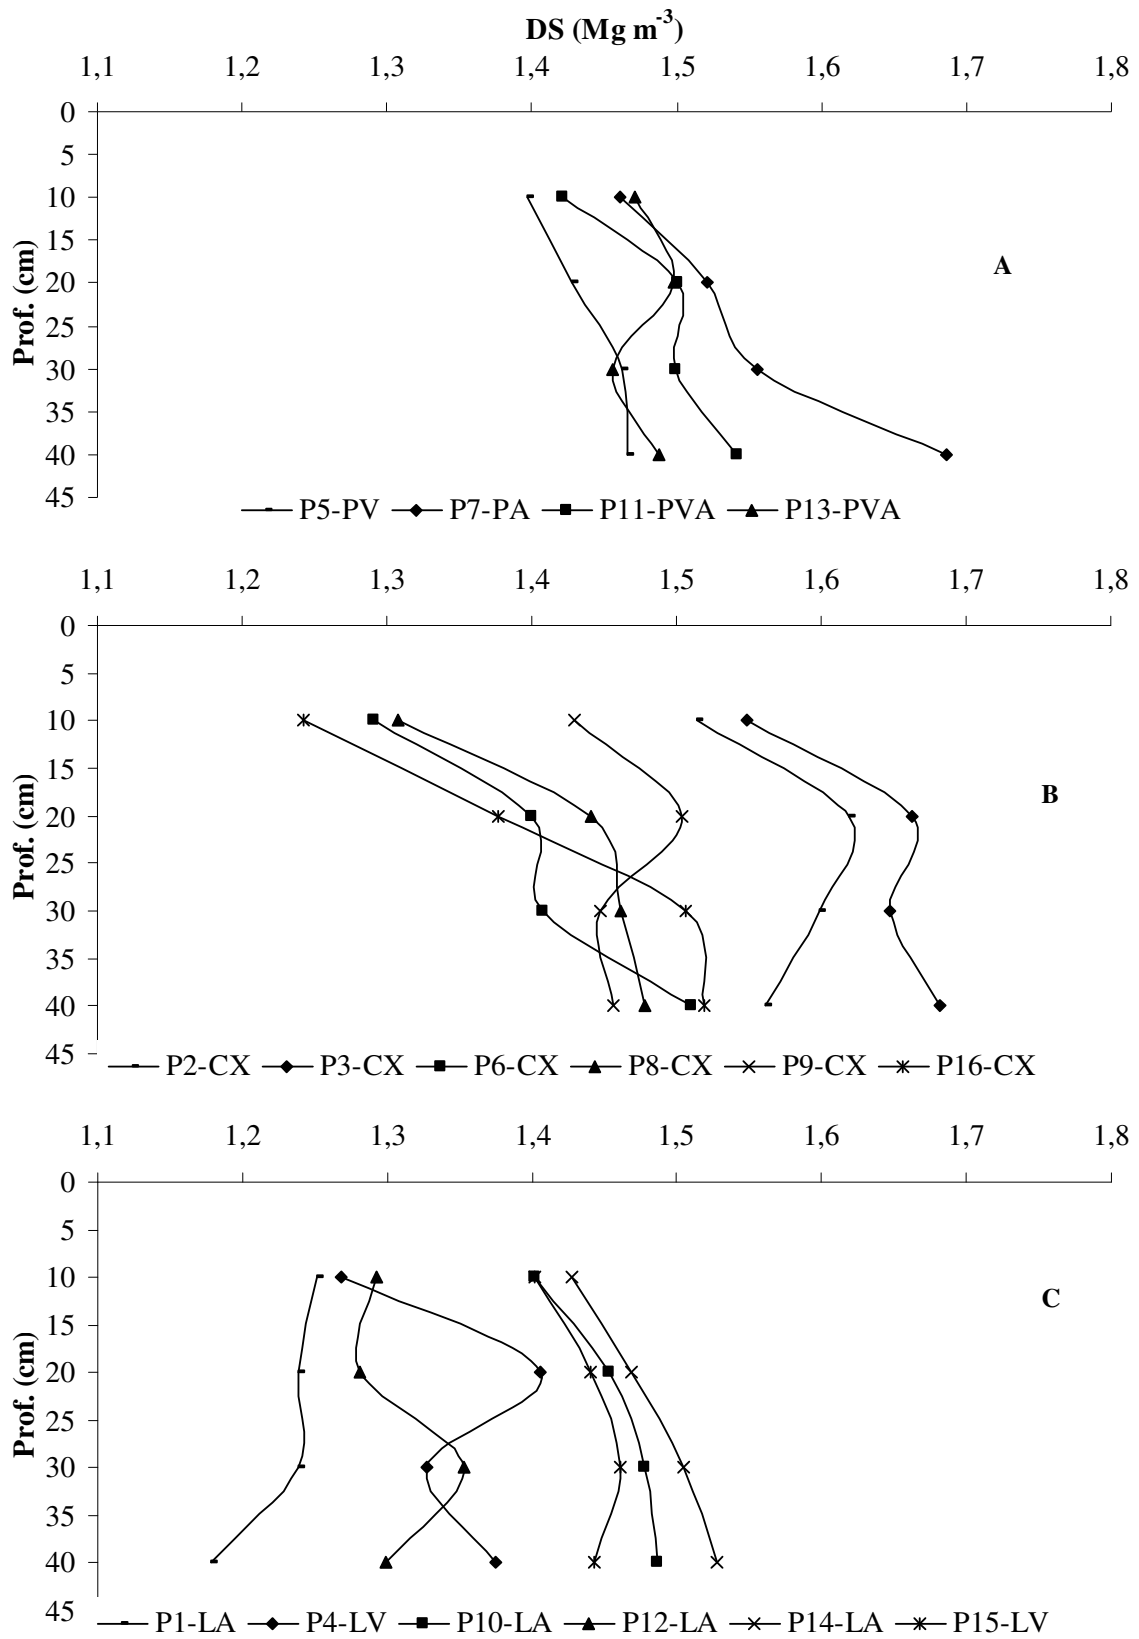 DS (Mg m-3)
1,1 1,2 1,3 1,4 1,5 1,6 1,7 1,8
0
5
10
15
20
25
30
35
40
45
Prof. (cm)
A
P5-PV P7-PA P11-PVA P13-PVA
1,1 1,2 1,3 1,4 1,5 1,6 1,7 1,8
0
5
10
15
20
25
30
35
40
45
Prof. (cm)
B
P2-CX P3-CX P6-CX P8-CX P9-CX P16-CX
1,1 1,2 1,3 1,4 1,5 1,6 1,7 1,8
0
5
10
15
20
25
30
35
40
45
Prof. (cm)
C
P1-LA P4-LV P10-LA P12-LA P14-LA P15-LV